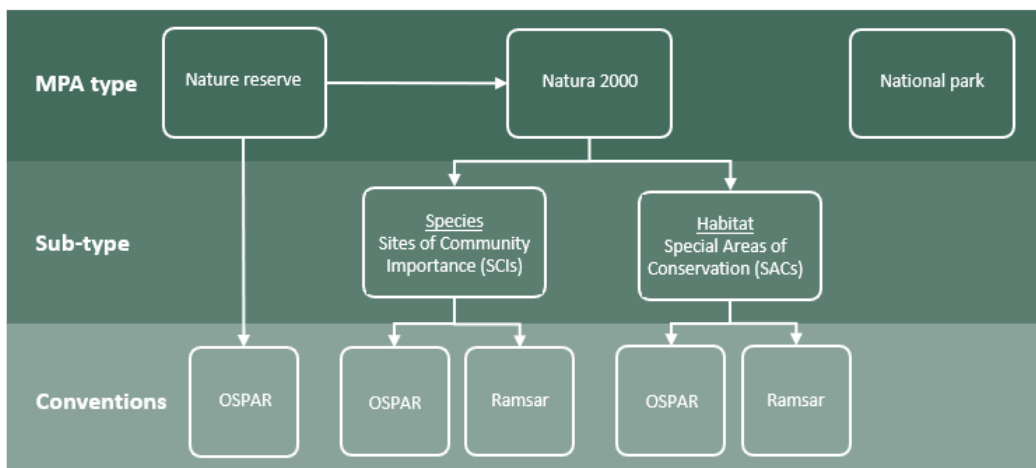 MPA type
Nature reserve
Natura 2000
National park
Sub-type
Species
Sites of Community
Importance (SCIs)
Habitat
Special Areas of
Conservation (SACs)
Conventions
OSPAR
OSPAR
Ramsar
OSPAR
Ramsar